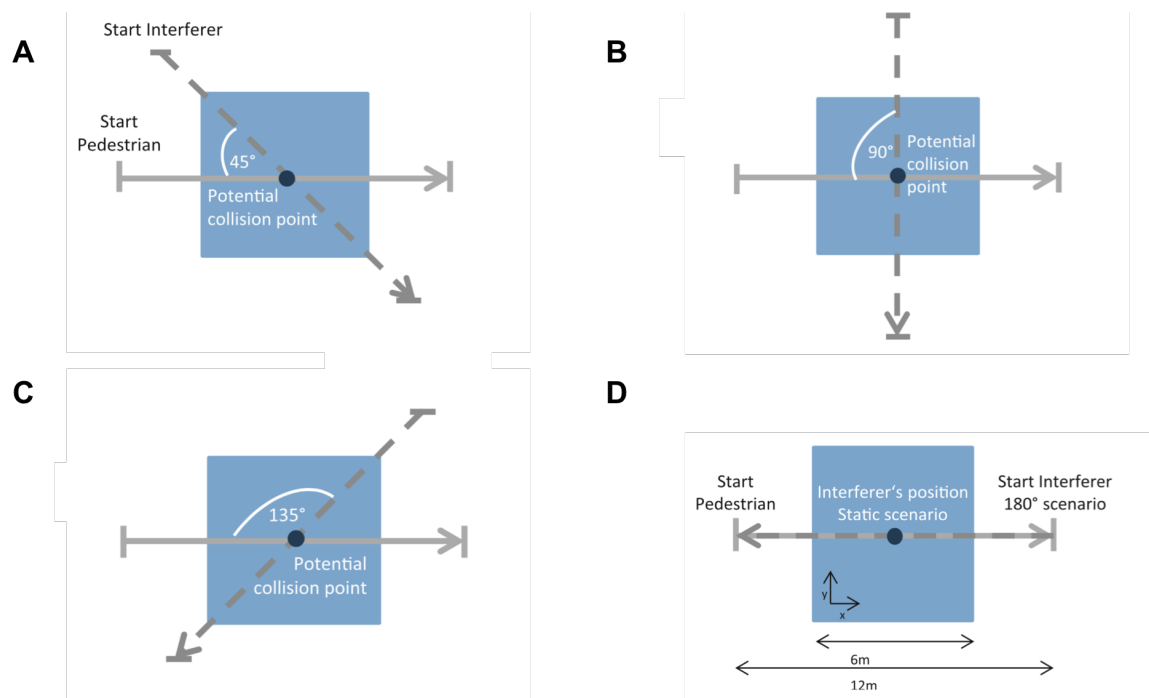 A
Start Interferer
Start
Pedestrian
45°
Potential
collision point
B
90°
Potential
collision
point
C
135°
Potential
collision point
D
Start
Pedestrian
Interferer‘s position
Static scenario
Start Interferer
180° scenario
y
x
6m
12m